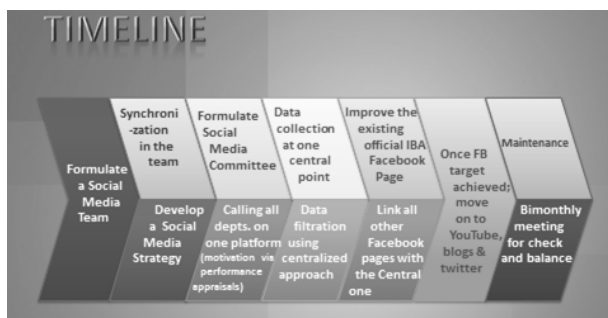 TIMELINE
Formulate
a Social
Media
Team
Synchroni
-zation
in the
team
Develop
a Social
Media
Strategy
Formulate
Social
Media
Committee
Calling all
depts. on
one platform
(motivation via
performance
appraisals)
Data
collection
at one
central
point
Data
filtration
using
centralized
approach
Improve the
existing
official IBA
Facebook
Page
Link all
other
Facebook
pages with
the Central
one
Once FB
target
achieved;
move
on to
YouTube,
blogs &
twitter
Maintenance
Bimonthly
meeting
for check
and balance